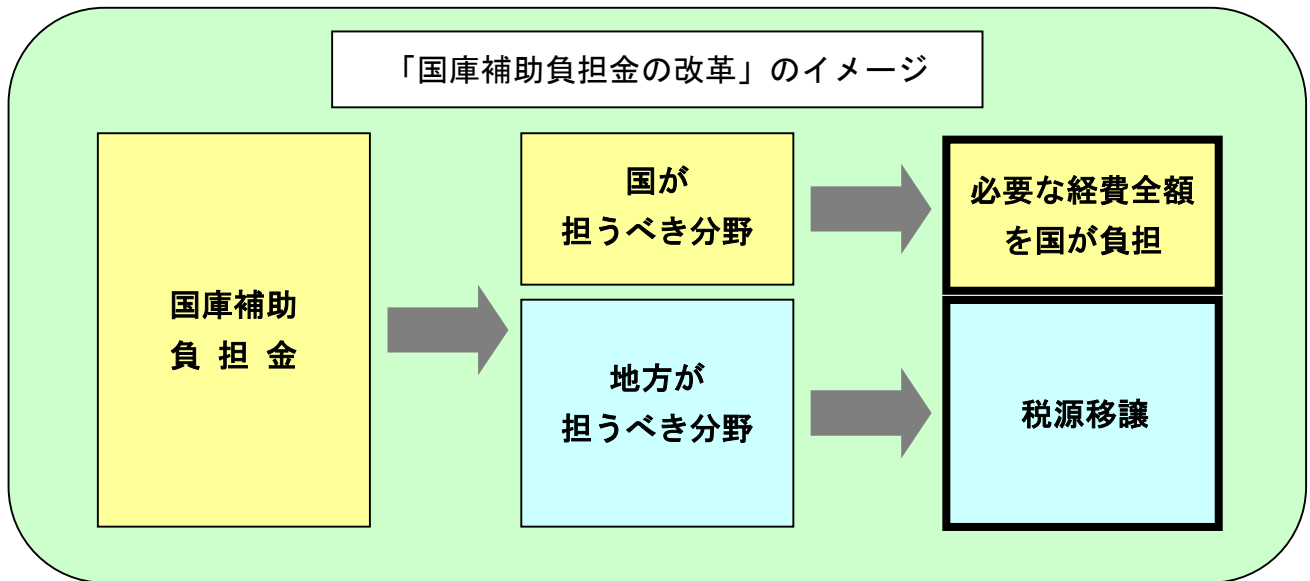 「国庫補助負担金の改革」のイメージ
国庫補助
負 担 金
国が
担うべき分野
地方が
担うべき分野
必要な経費全額
を国が負担
税源移譲